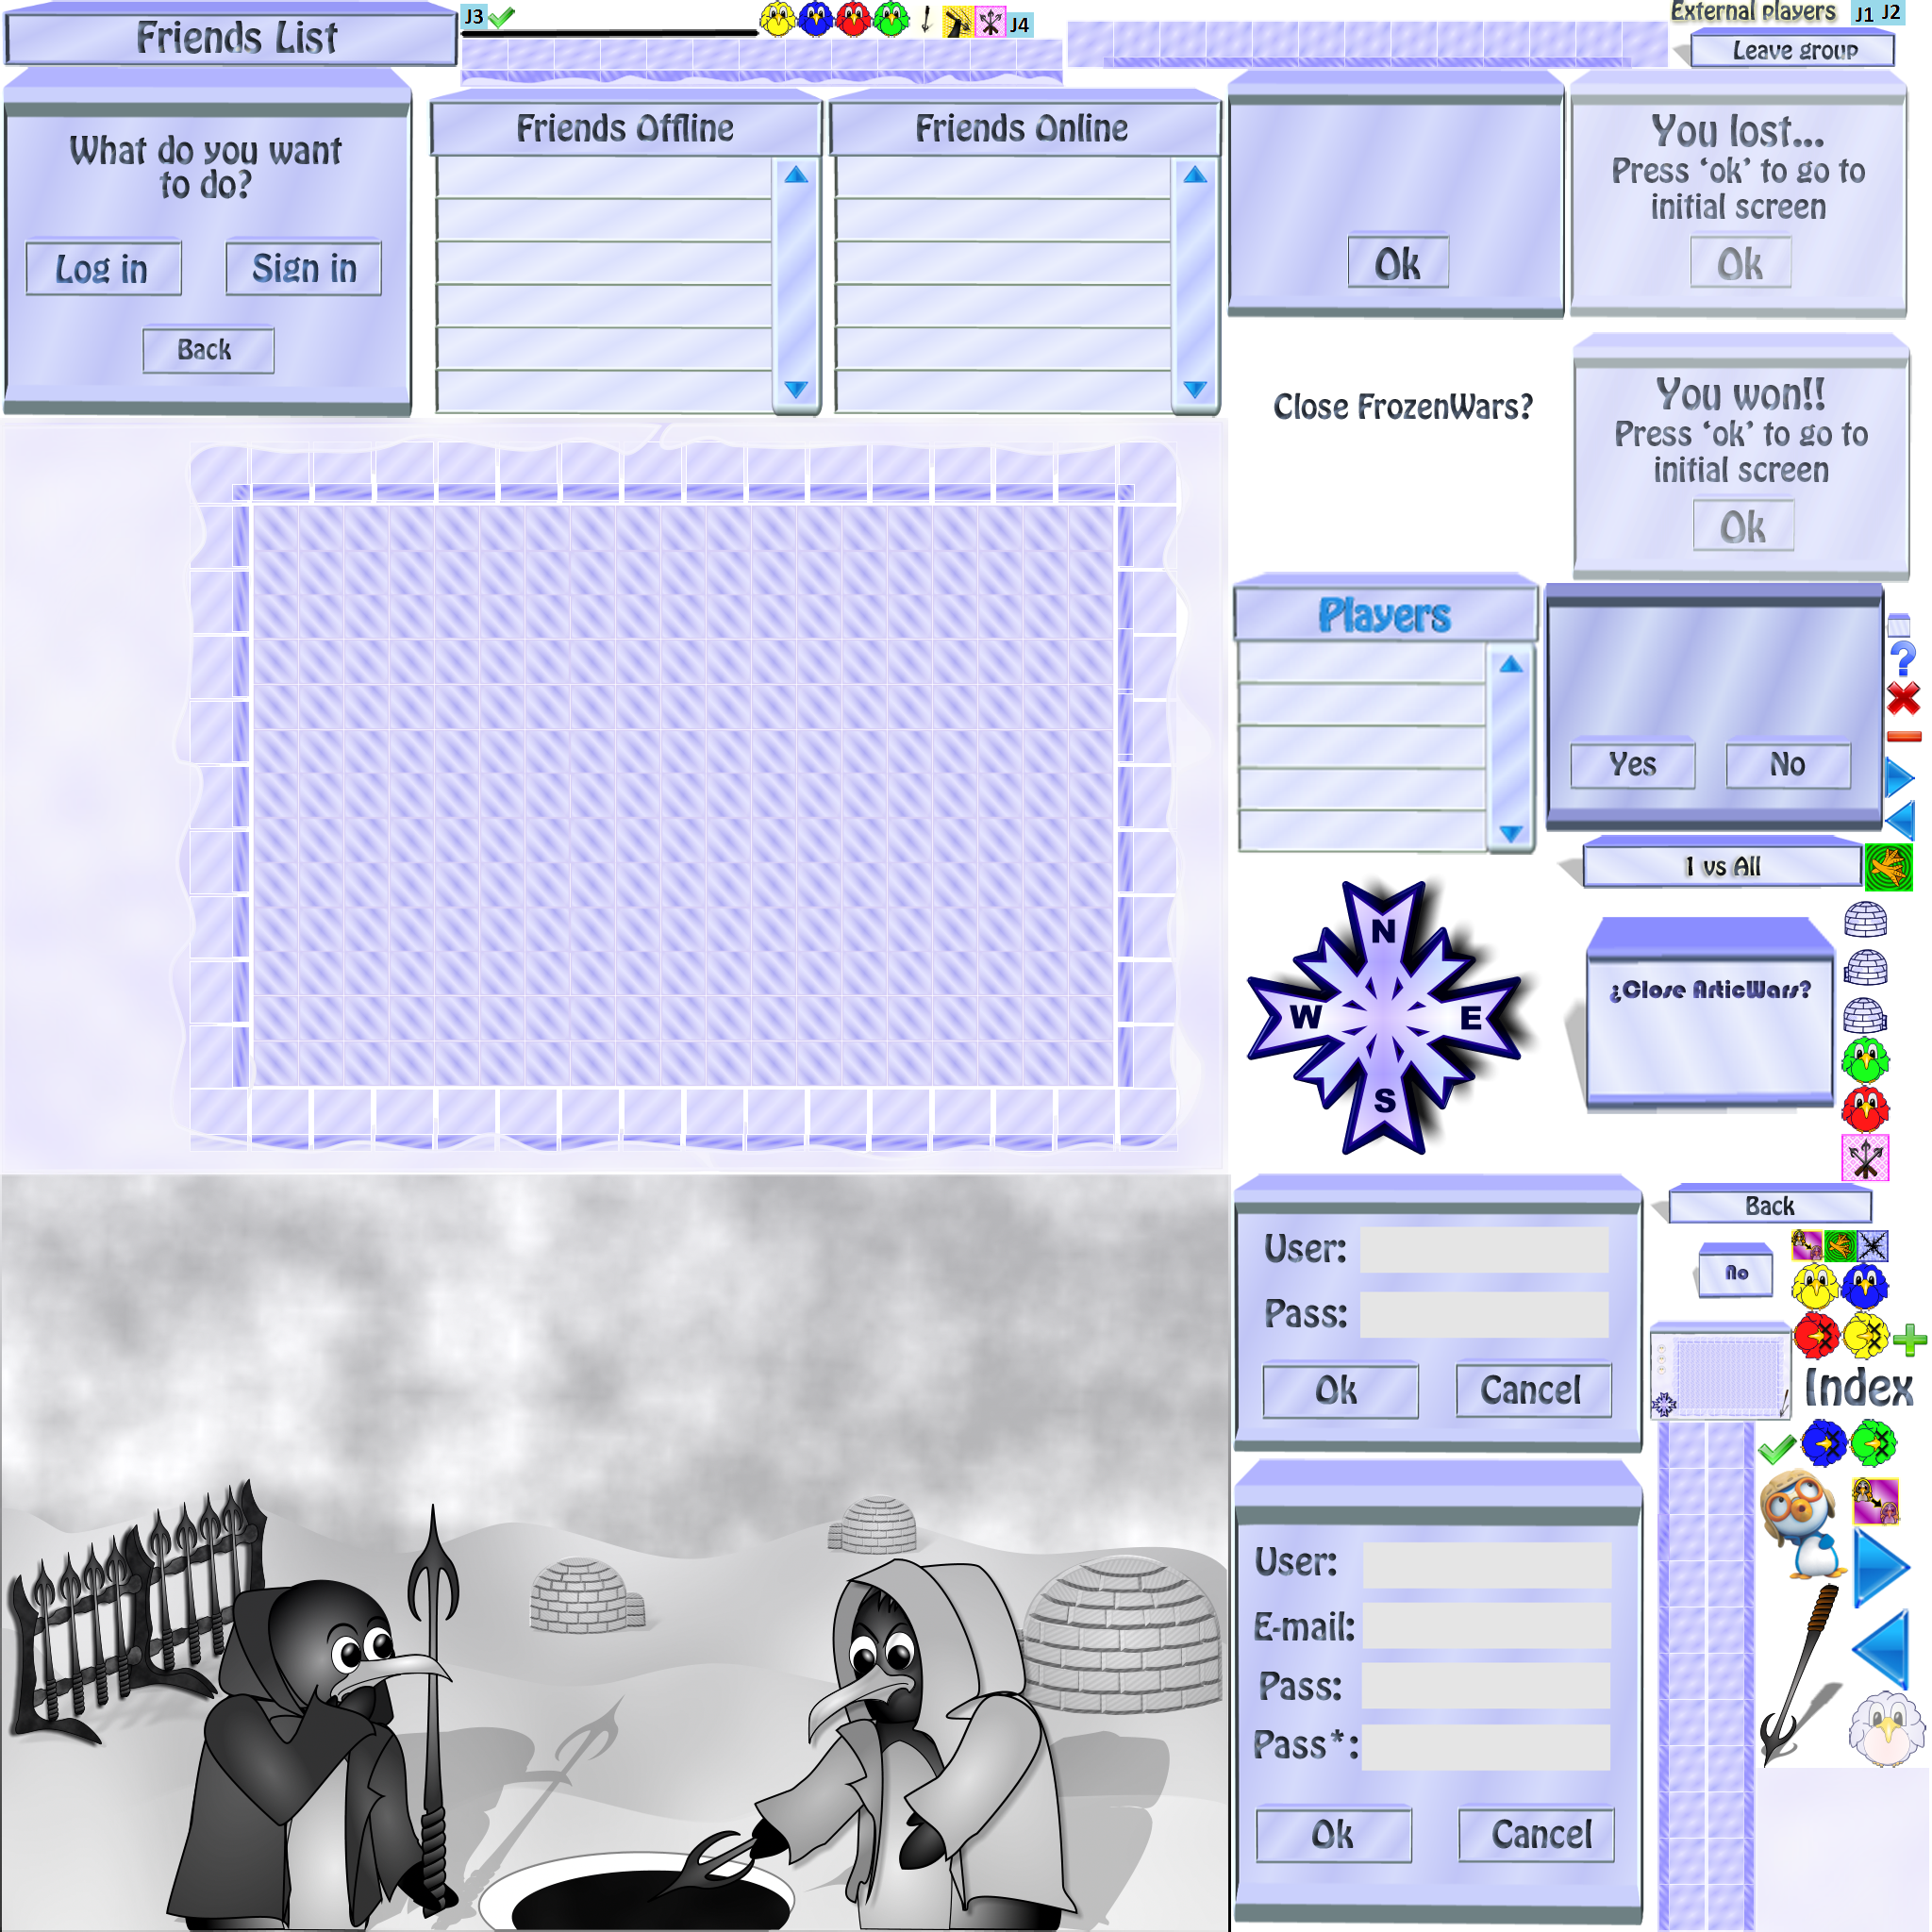 Friends List
J3
J4
External players
J1 J2
Leave group
What do you want
to do?
Log in
Sign in
Back
Friends Offline
Friends Online
Ok
You lost...
Press ‘ok’ to go to
initial screen
Ok
Close FrozenWars?
You won!!
Press ‘ok’ to go to
initial screen
Ok
Players
?
Yes
No
1 vs All
N
W
E
S
¿Close ArticWars?
Back
No
Index
User:
Pass:
Ok
Cancel
User:
E-mail:
Pass:
Pass*:
Ok
Cancel